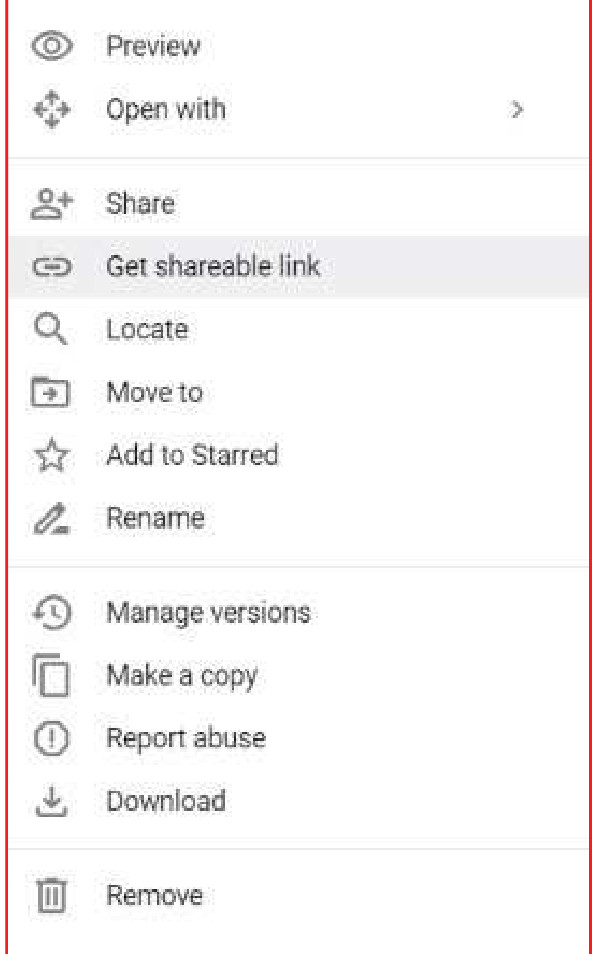 Preview
Open with
Share
Get shareable link
Locate
Move to
Add to Starred
Rename
Manage versions
Make a copy
Report abuse
Download
Remove